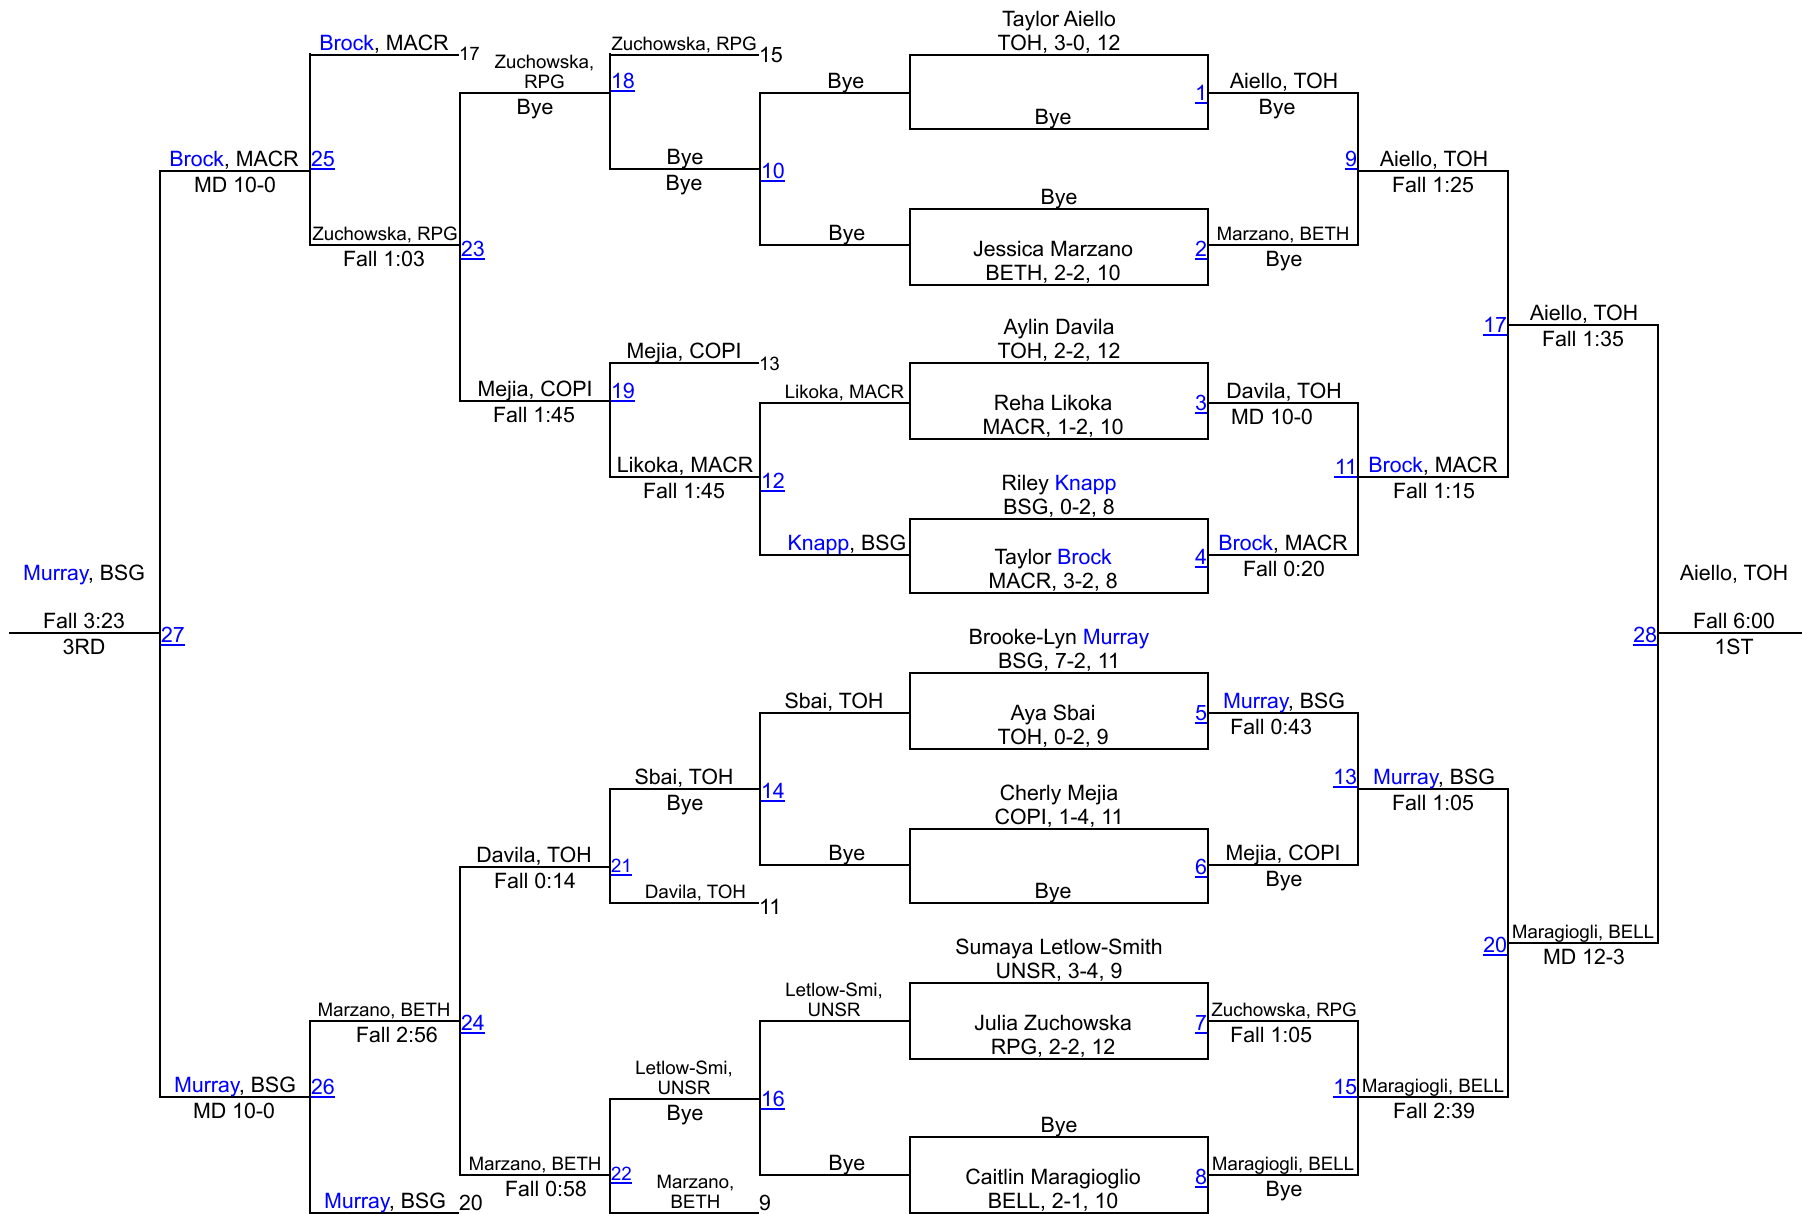 Taylor Aiello
Brock, MACR
17
Zuchowska, RPG
15
TOH, 3-0, 12
Zuchowska,
RPG
18
Bye
1
Aiello, TOH
Bye
Bye
Bye
Brock, MACR
25
Bye
10
9
Aiello, TOH
MD 10-0
Bye
Fall 1:25
Bye
Zuchowska, RPG
23
Bye
Jessica Marzano
2
Marzano, BETH
Fall 1:03
BETH, 2-2, 10
Bye
Aylin Davila
17
Aiello, TOH
Mejia, COPI
13
TOH, 2-2, 12
Fall 1:35
Mejia, COPI
19
Likoka, MACR
Reha Likoka
3
Davila, TOH
Fall 1:45
MACR, 1-2, 10
MD 10-0
Likoka, MACR
12
Riley Knapp
11
Brock, MACR
Fall 1:45
BSG, 0-2, 8
Fall 1:15
Knapp, BSG
Taylor Brock
4
Brock, MACR
Murray, BSG
MACR, 3-2, 8
Fall 0:20
Aiello, TOH
Fall 3:23
27
Brooke-Lyn Murray
28
Fall 6:00
3RD
BSG, 7-2, 11
1ST
Sbai, TOH
Aya Sbai
5
Murray, BSG
TOH, 0-2, 9
Fall 0:43
Sbai, TOH
14
Cherly Mejia
13
Murray, BSG
Bye
COPI, 1-4, 11
Fall 1:05
Davila, TOH
21
Bye
6
Mejia, COPI
Fall 0:14
Davila, TOH
11
Bye
Bye
Sumaya Letlow-Smith
20
Maragiogli, BELL
UNSR, 3-4, 9
MD 12-3
Letlow-Smi,
UNSR
Marzano, BETH
24
Julia Zuchowska
7
Zuchowska, RPG
Fall 2:56
RPG, 2-2, 12
Fall 1:05
Letlow-Smi,
UNSR
Murray, BSG
26
Bye
16
15
Maragiogli, BELL
MD 10-0
Fall 2:39
Bye
Marzano, BETH
22
Bye
Caitlin Maragioglio
8
Maragiogli, BELL
Fall 0:58
Marzano,
BETH
9
BELL, 2-1, 10
Bye
Murray, BSG
20